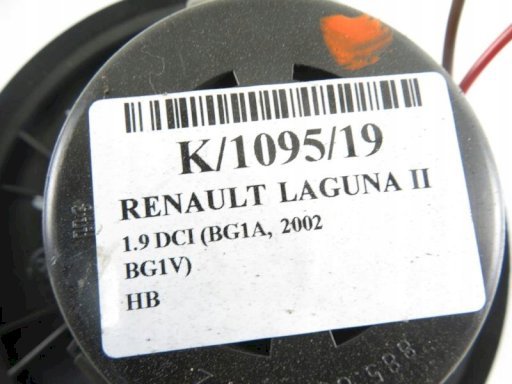 K/1095/19
RENAULT LAGUNA II
1.9 DCI (BG1A, 2002
BG1V)
HB